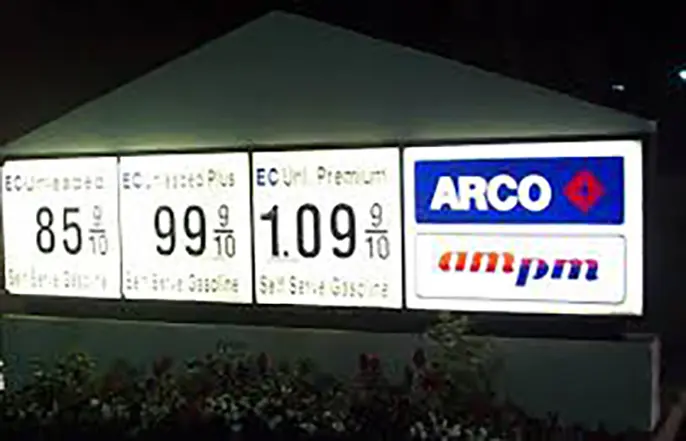 EC Unleaded
85 9/10
Self Serve Gasoline
EC Unleaded Plus
99 9/10
Self Serve Gasoline
EC Unl. Premium
1.09 9/10
Self Serve Gasoline
ARCO
ampm